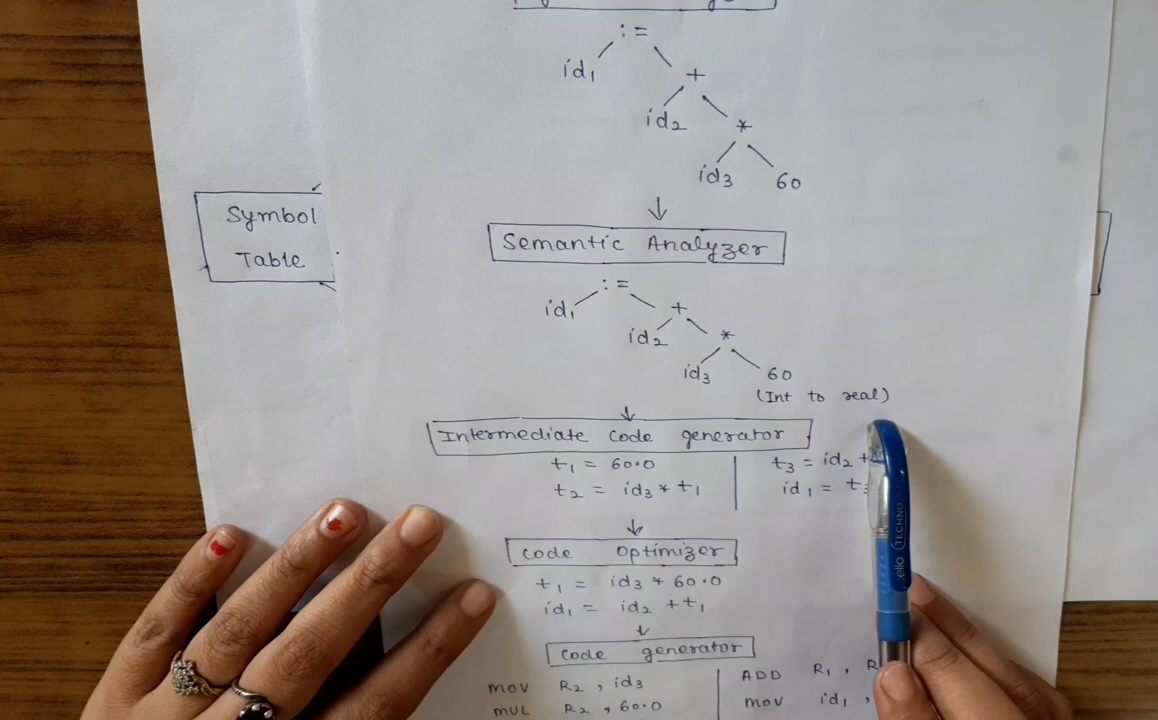 :=
id1
+
id2
*
id3 60
Symbol
Table
Semantic Analyzer
:=
id1
+
id2
*
id3 60
(Int to real)
Intermediate code generator
t1 = 60.0
t2 = id3 * t1
t3 = id2 +
id1 =
code optimizer
t1 = id3 * 60.0
id1 = id2 + t1
code generator
mov R2, id3
MUL R2, 60.0
ADD R1,
mov id1,
ello TECHNO